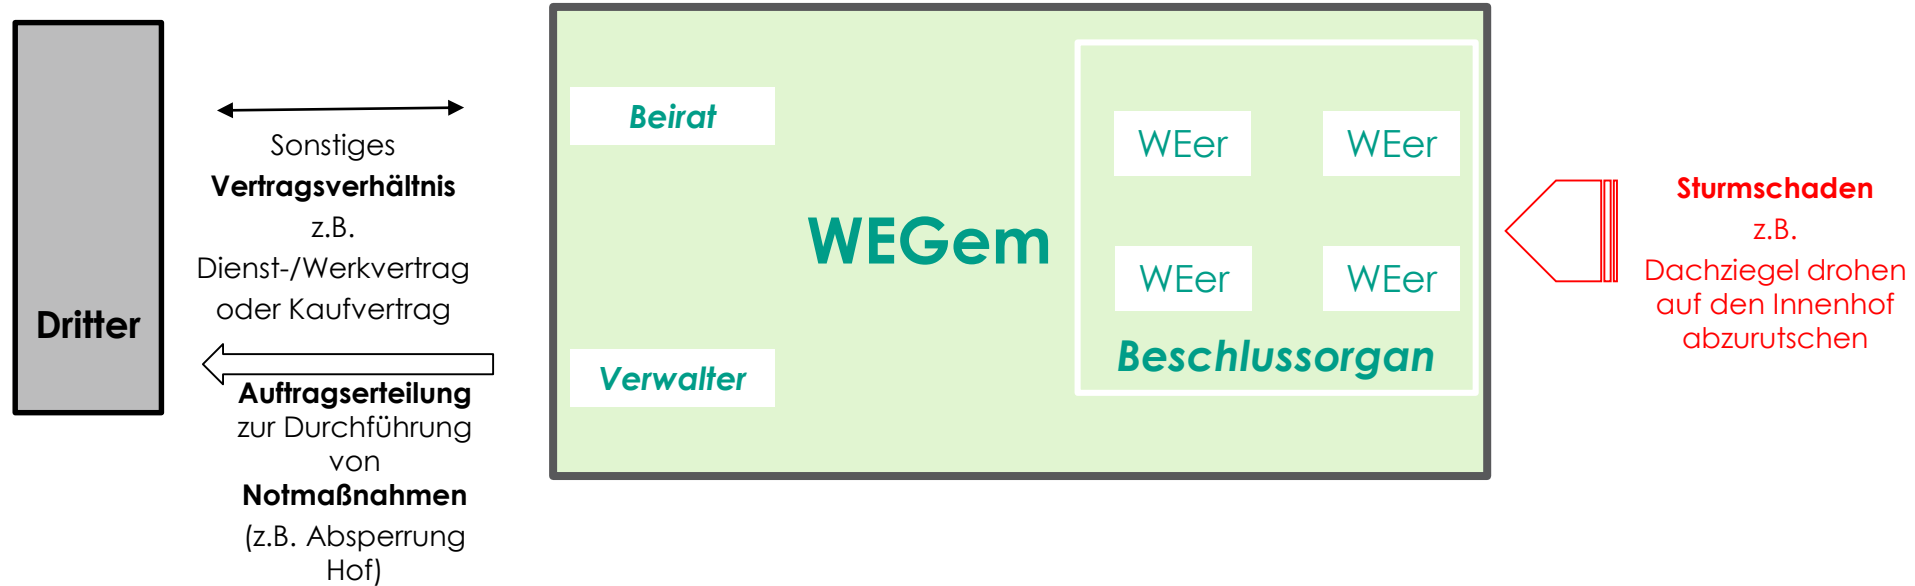 Dritter
Sonstiges
Vertragsverhältnis
z.B.
Dienst-/Werkvertrag
oder Kaufvertrag
Auftragserteilung
zur Durchführung
von
Notmaßnahmen
(z.B. Absperrung
Hof)
Beirat
Verwalter
WEGem
WEer
WEer
WEer
WEer
Beschlussorgan
Sturmschaden
z.B.
Dachziegel drohen
auf den Innenhof
abzurutschen